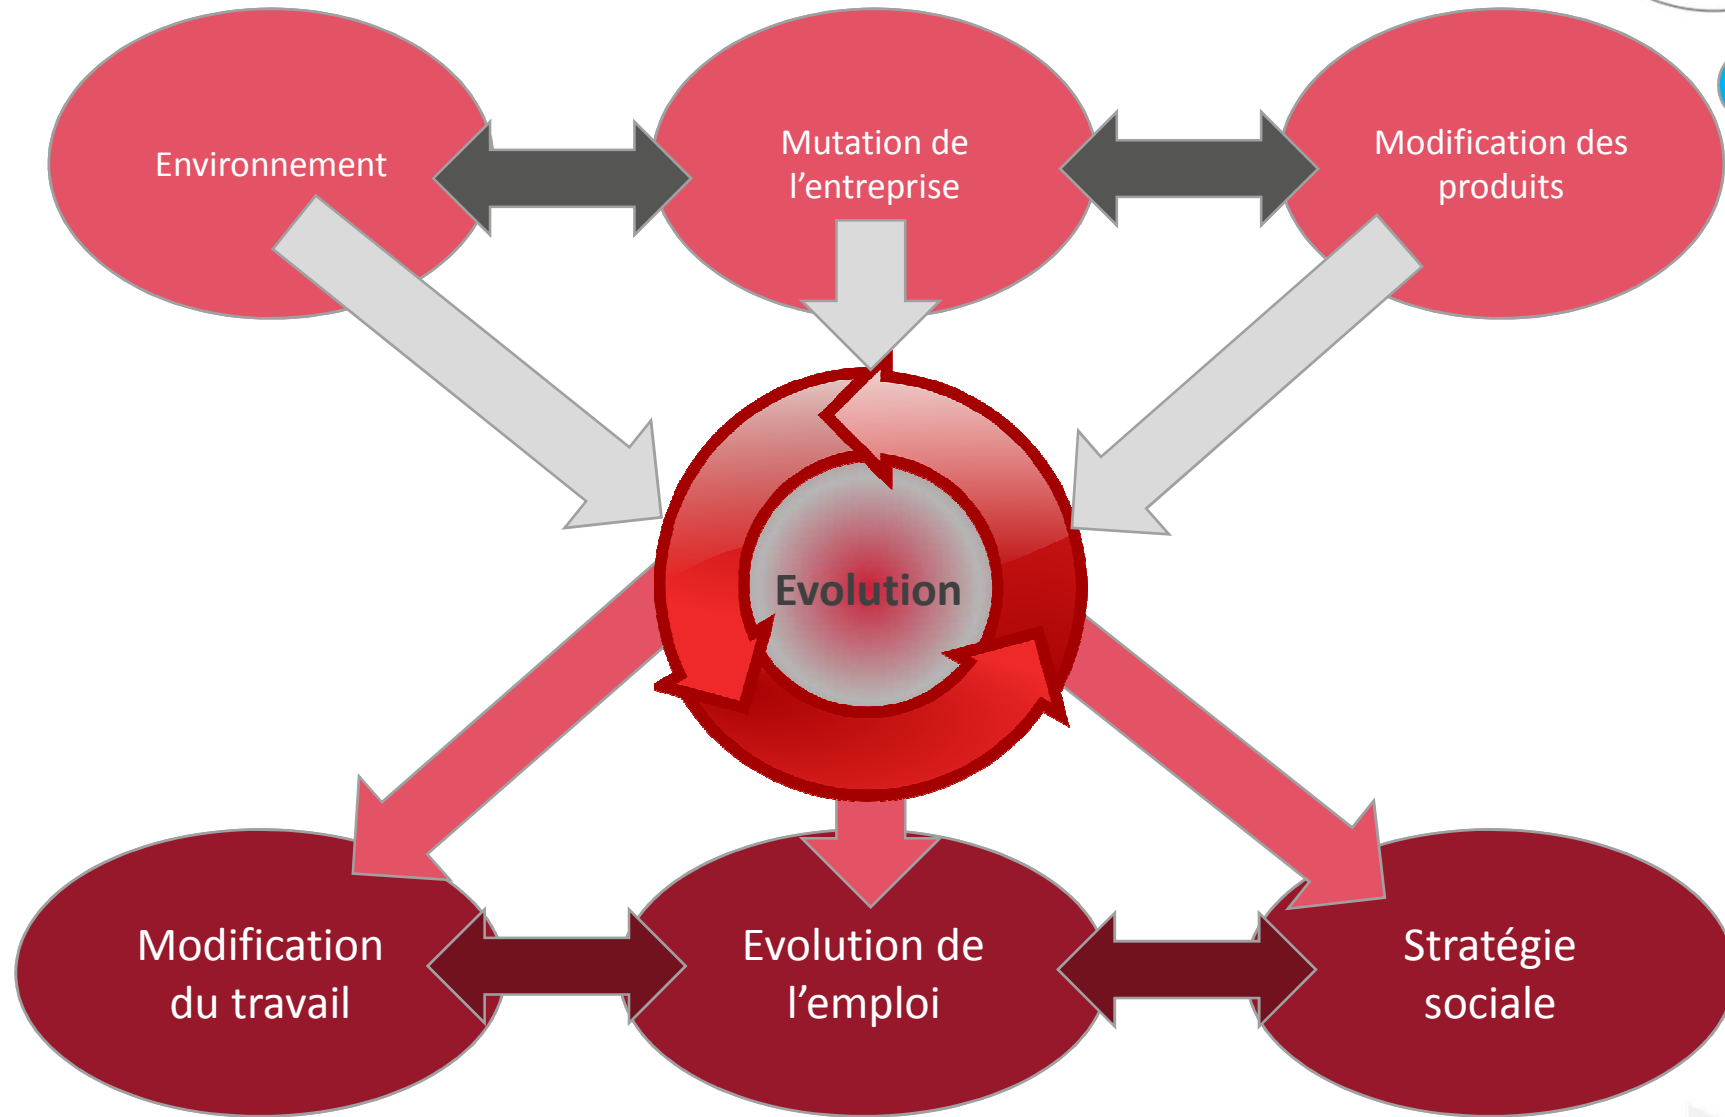 Environnement
Mutation de
l’entreprise
Modification des
produits
Evolution
Modification
du travail
Evolution de
l’emploi
Stratégie
sociale